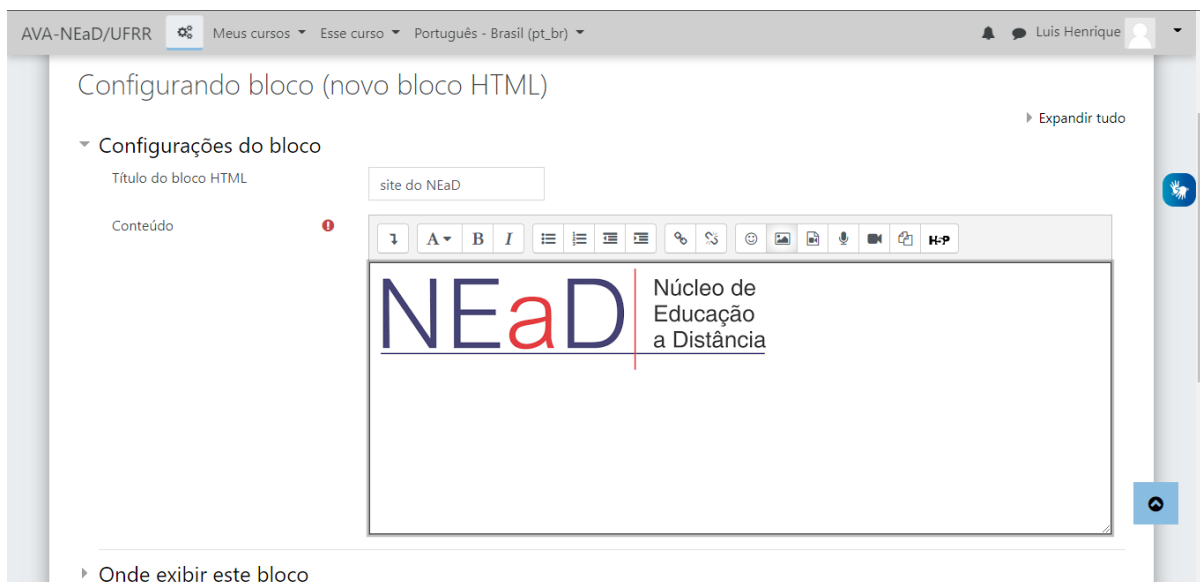 AVA-NEaD/UFRR Meus cursos Esse curso Português - Brasil (pt_br) Luis Henrique
Configurando bloco (novo bloco HTML)
Expandir tudo
Configurações do bloco
Título do bloco HTML site do NEaD
Conteúdo
A B I H-P
NEaD Núcleo de
Educação
a Distância
Onde exibir este bloco